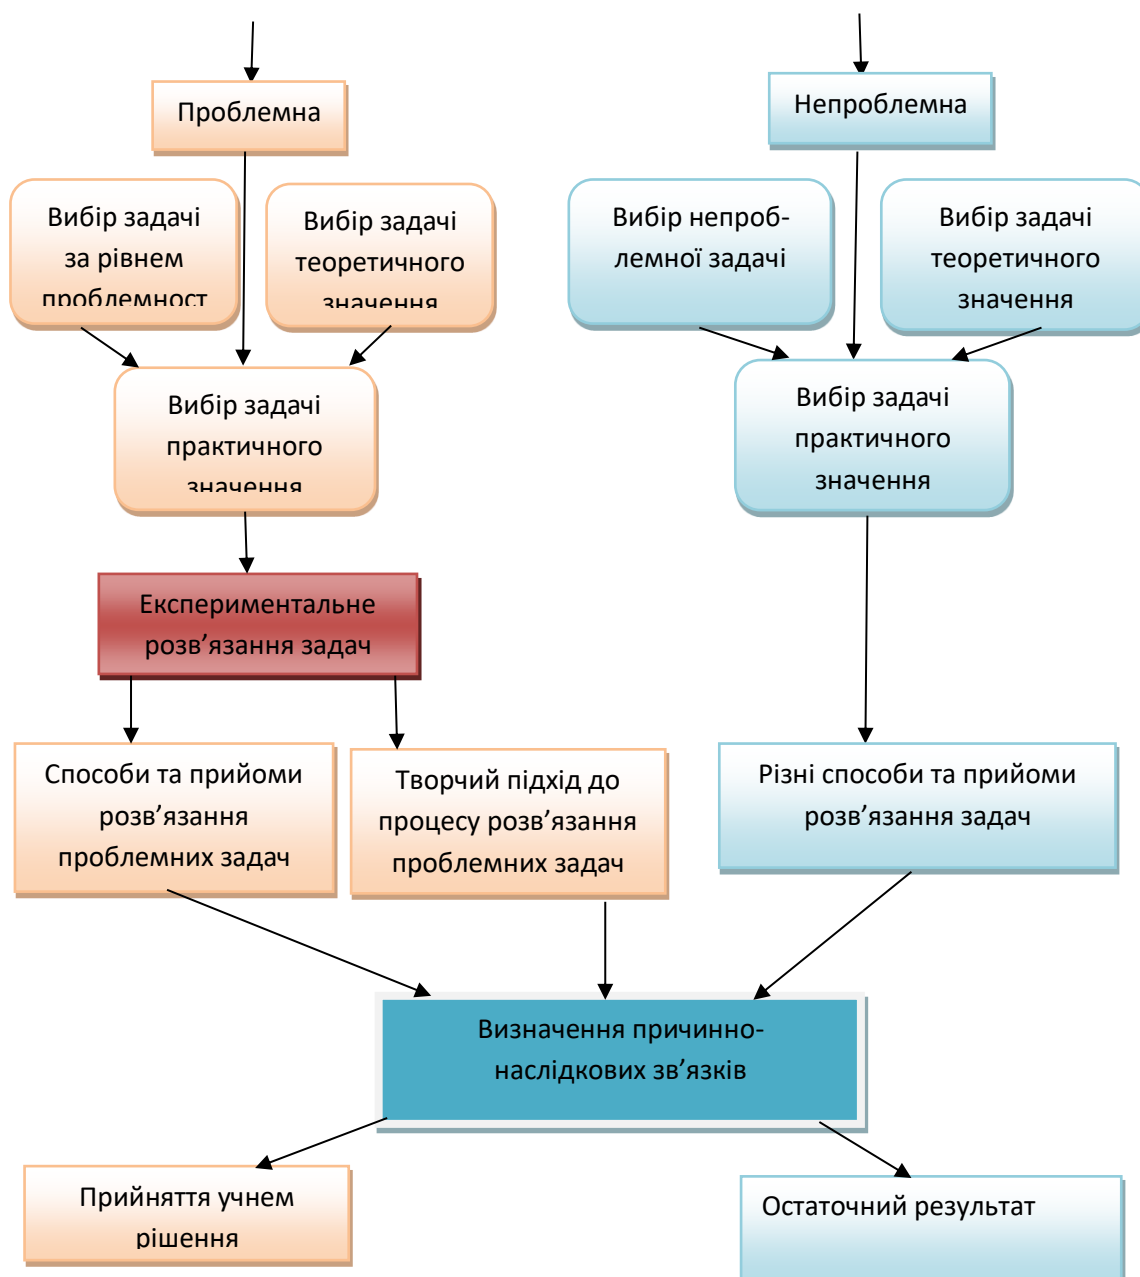 Проблемна
Непроблемна
Вибір задачі
за рівнем
проблемност
Вибір задачі
теоретичного
значення
Вибір непроб-
лемної задачі
Вибір задачі
теоретичного
значення
Вибір задачі
практичного
значення
Вибір задачі
практичного
значення
Експериментальне
розв’язання задач
Способи та прийоми
розв’язання
проблемних задач
Творчий підхід до
процесу розв’язання
проблемних задач
Різні способи та прийоми
розв’язання задач
Визначення причинно-
наслідкових зв’язків
Прийняття учнем
рішення
Остаточний результат